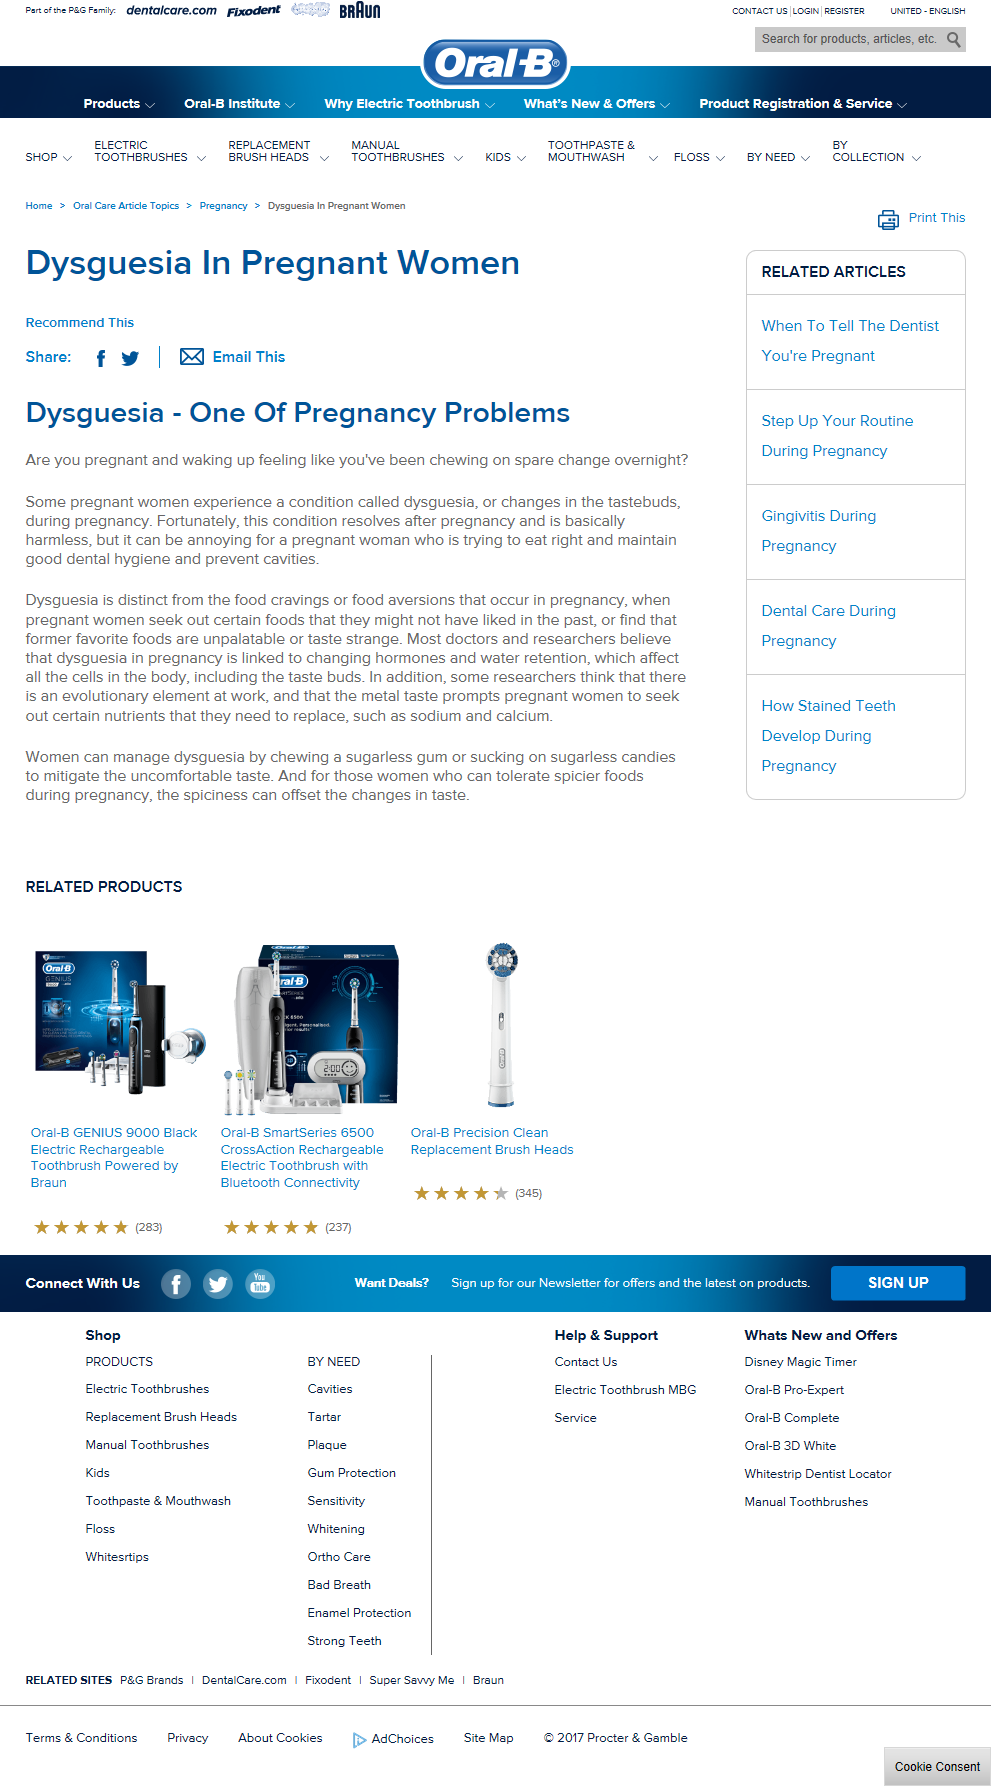 Part of the P&G Family: dentalcare.com Fixodent BRAUN
CONTACT US | LOGIN | REGISTER UNITED - ENGLISH
Search for products, articles, etc.
Oral-B®
Products Oral-B Institute Why Electric Toothbrush What's New & Offers Product Registration & Service
SHOP ELECTRIC TOOTHBRUSHES REPLACEMENT BRUSH HEADS MANUAL TOOTHBRUSHES KIDS TOOTHPASTE & MOUTHWASH FLOSS BY NEED BY COLLECTION
Home > Oral Care Article Topics > Pregnancy > Dysguesia In Pregnant Women
Print This
Dysguesia In Pregnant Women
Recommend This
Share: Email This
Dysguesia - One Of Pregnancy Problems
Are you pregnant and waking up feeling like you've been chewing on spare change overnight?
Some pregnant women experience a condition called dysguesia, or changes in the tastebuds,
during pregnancy. Fortunately, this condition resolves after pregnancy and is basically
harmless, but it can be annoying for a pregnant woman who is trying to eat right and maintain
good dental hygiene and prevent cavities.
Dysguesia is distinct from the food cravings or food aversions that occur in pregnancy, when
pregnant women seek out certain foods that they might not have liked in the past, or find that
former favorite foods are unpalatable or taste strange. Most doctors and researchers believe
that dysguesia in pregnancy is linked to changing hormones and water retention, which affect
all the cells in the body, including the taste buds. In addition, some researchers think that there
is an evolutionary element at work, and that the metal taste prompts pregnant women to seek
out certain nutrients that they need to replace, such as sodium and calcium.
Women can manage dysguesia by chewing a sugarless gum or sucking on sugarless candies
to mitigate the uncomfortable taste. And for those women who can tolerate spicier foods
during pregnancy, the spiciness can offset the changes in taste.
RELATED ARTICLES
When To Tell The Dentist
You're Pregnant
Step Up Your Routine
During Pregnancy
Gingivitis During
Pregnancy
Dental Care During
Pregnancy
How Stained Teeth
Develop During
Pregnancy
RELATED PRODUCTS
Oral-B
GENIUS
Oral-B
2:00
Oral-B GENIUS 9000 Black
Electric Rechargeable
Toothbrush Powered by
Braun
(283)
Oral-B SmartSeries 6500
CrossAction Rechargeable
Electric Toothbrush with
Bluetooth Connectivity
(237)
Oral-B Precision Clean
Replacement Brush Heads
(345)
Connect With Us You Tube Want Deals? Sign up for our Newsletter for offers and the latest on products. SIGN UP
Shop
PRODUCTS
Electric Toothbrushes
Replacement Brush Heads
Manual Toothbrushes
Kids
Toothpaste & Mouthwash
Floss
Whitesrtips
BY NEED
Cavities
Tartar
Plaque
Gum Protection
Sensitivity
Whitening
Ortho Care
Bad Breath
Enamel Protection
Strong Teeth
Help & Support
Contact Us
Electric Toothbrush MBG
Service
Whats New and Offers
Disney Magic Timer
Oral-B Pro-Expert
Oral-B Complete
Oral-B 3D White
Whitestrip Dentist Locator
Manual Toothbrushes
RELATED SITES P&G Brands | DentalCare.com | Fixodent | Super Savvy Me | Braun
Terms & Conditions Privacy About Cookies AdChoices Site Map © 2017 Procter & Gamble
Cookie Consent